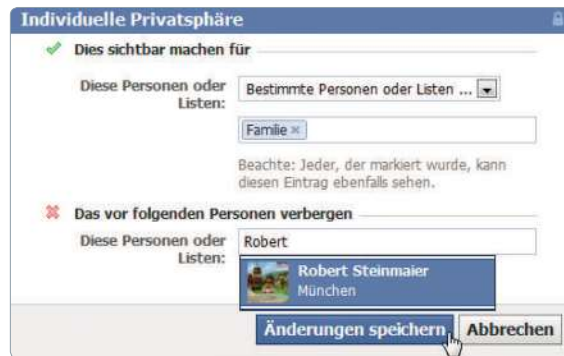 Individuelle Privatsphäre
Dies sichtbar machen für
Diese Personen oder Listen:
Bestimmte Personen oder Listen ...
Familie ×
Beachte: Jeder, der markiert wurde, kann
diesen Eintrag ebenfalls sehen.
Das vor folgenden Personen verbergen
Diese Personen oder Listen:
Robert
Robert Steinmaier
München
Änderungen speichern
Abbrechen